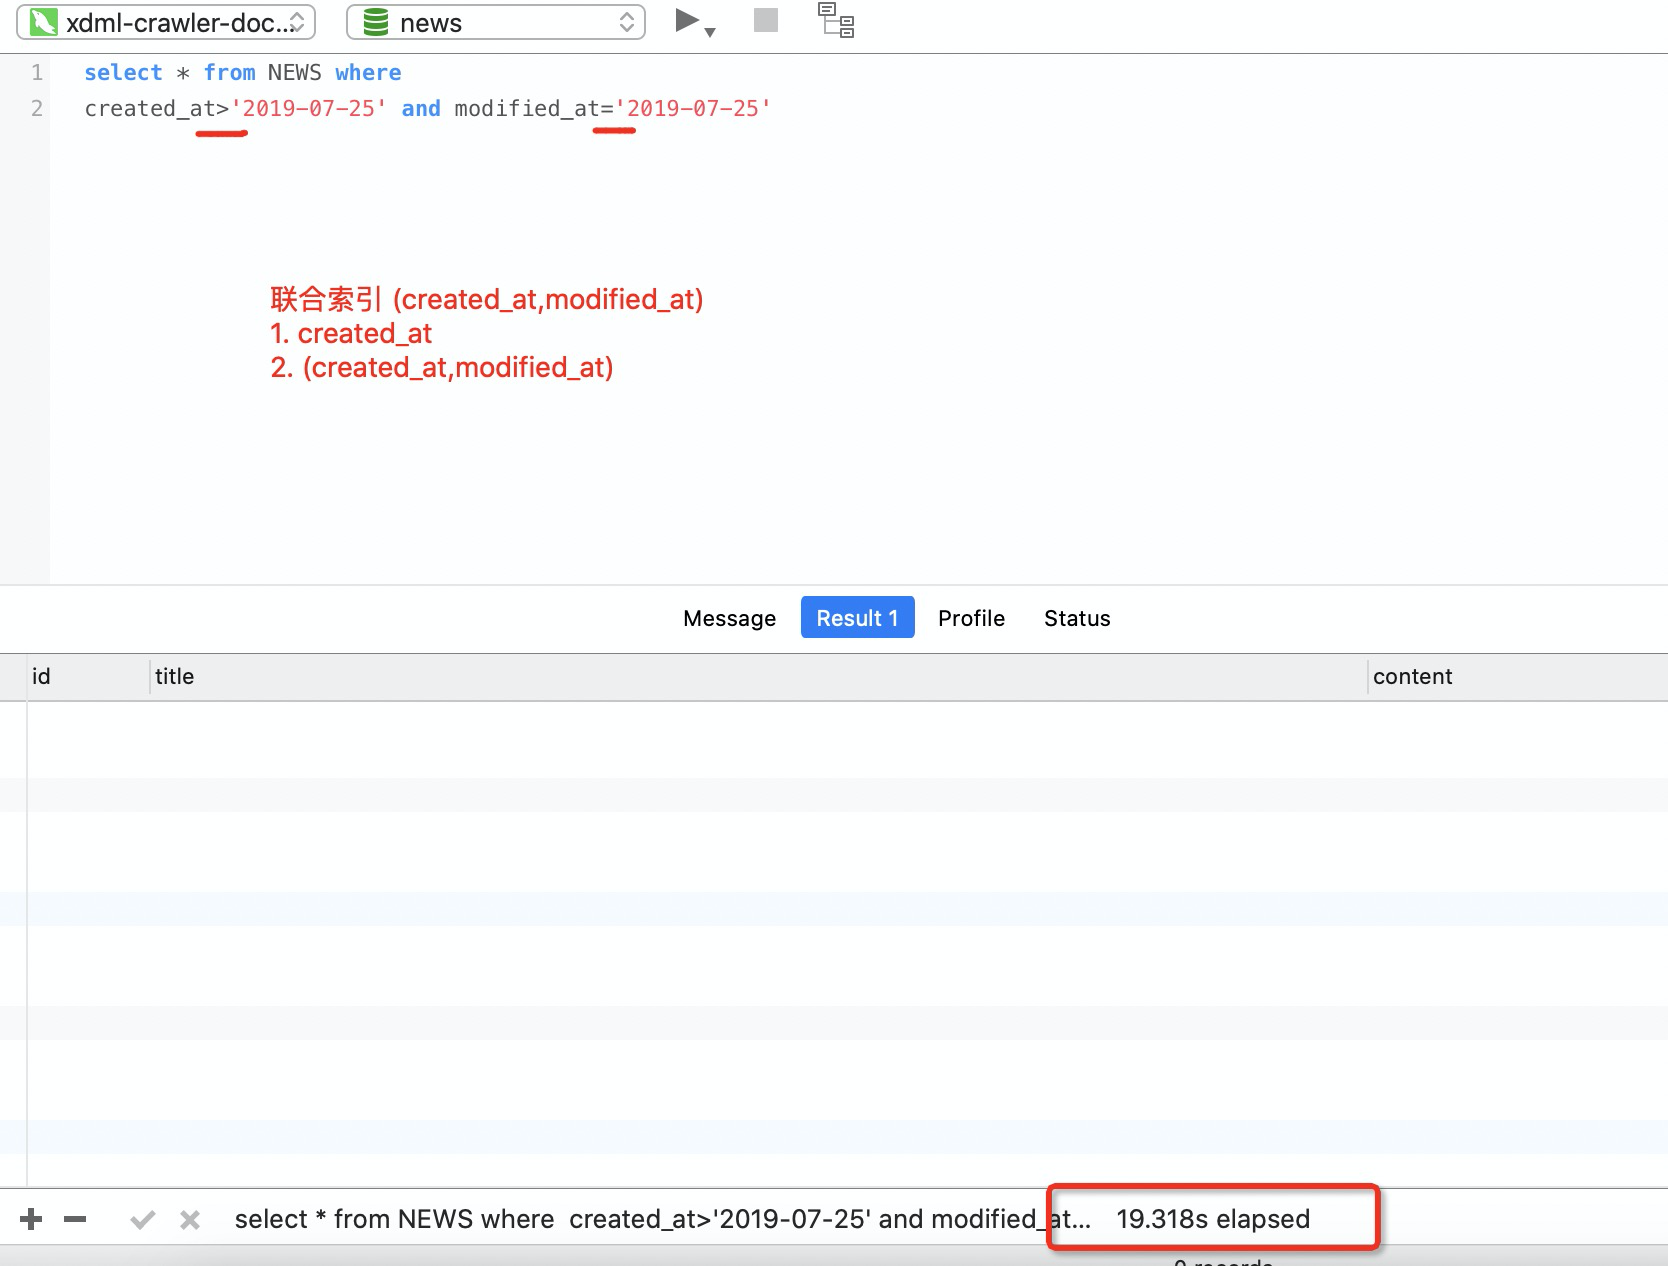 xdml-crawler-doc...
news
1 select * from NEWS where
2 created_at>'2019-07-25' and modified_at='2019-07-25'
联合索引 (created_at,modified_at)
1. created_at
2. (created_at,modified_at)
Message Result 1 Profile Status
id title content
select * from NEWS where  created_at>'2019-07-25' and modified_at... 19.318s elapsed
0 records